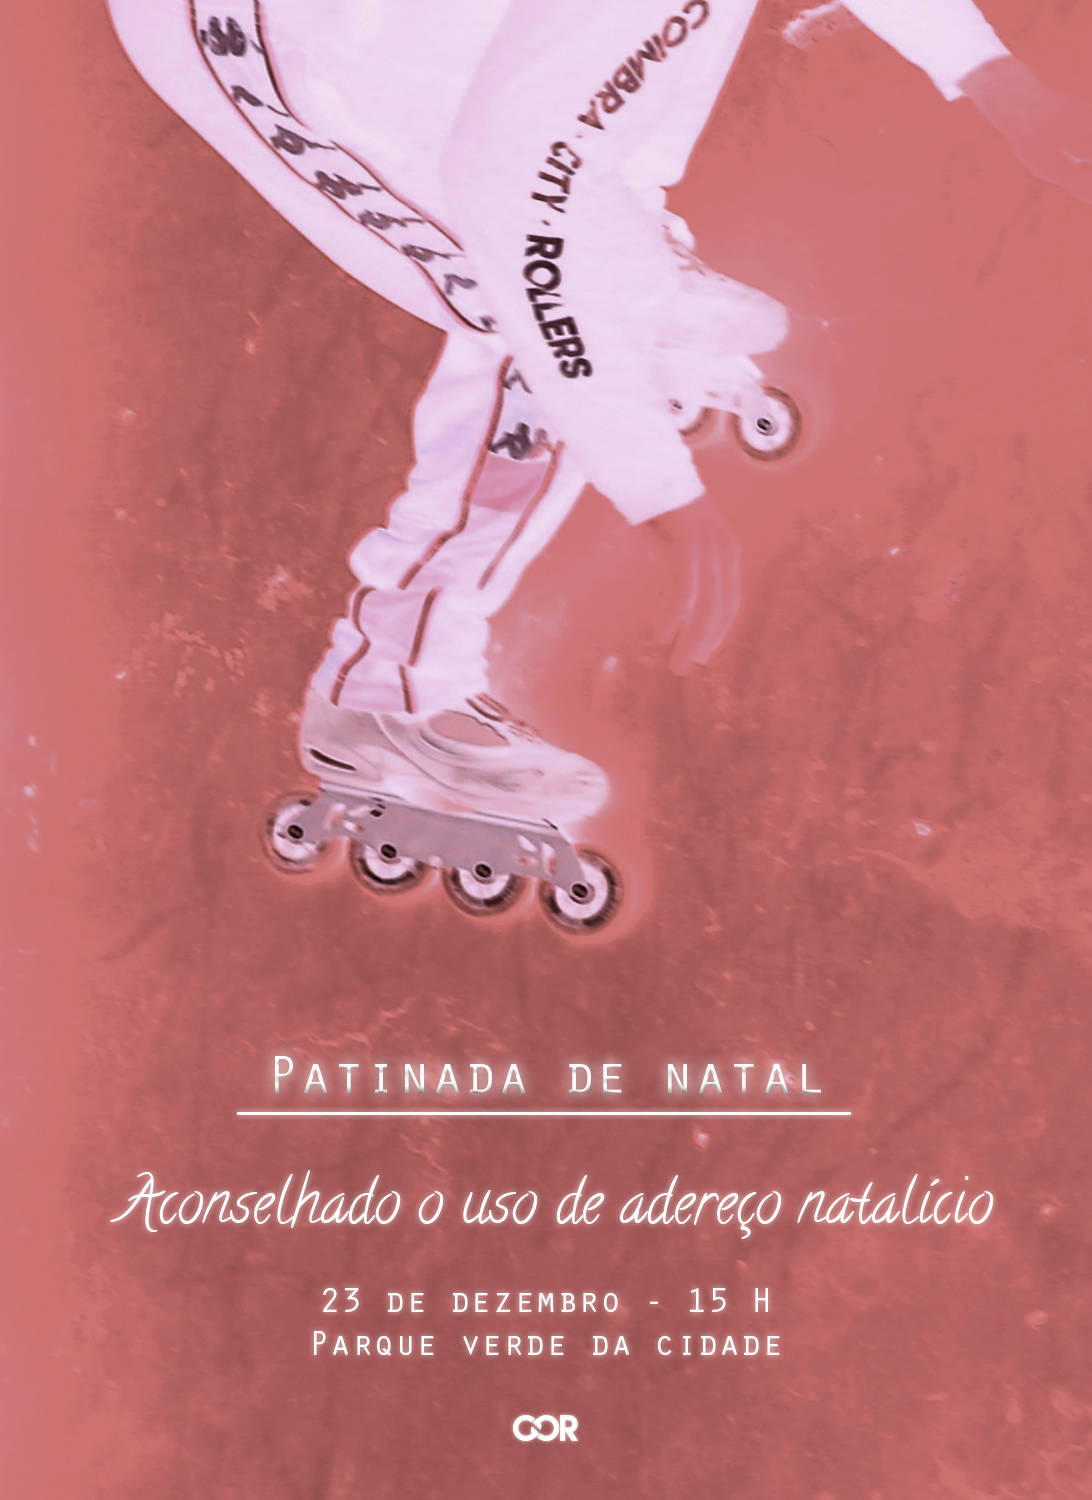 COIMBRA · CITY · ROLLERS
Patinada de natal
Aconselhado o uso de adereço natalício
23 de dezembro - 15 h
Parque verde da cidade
CCR